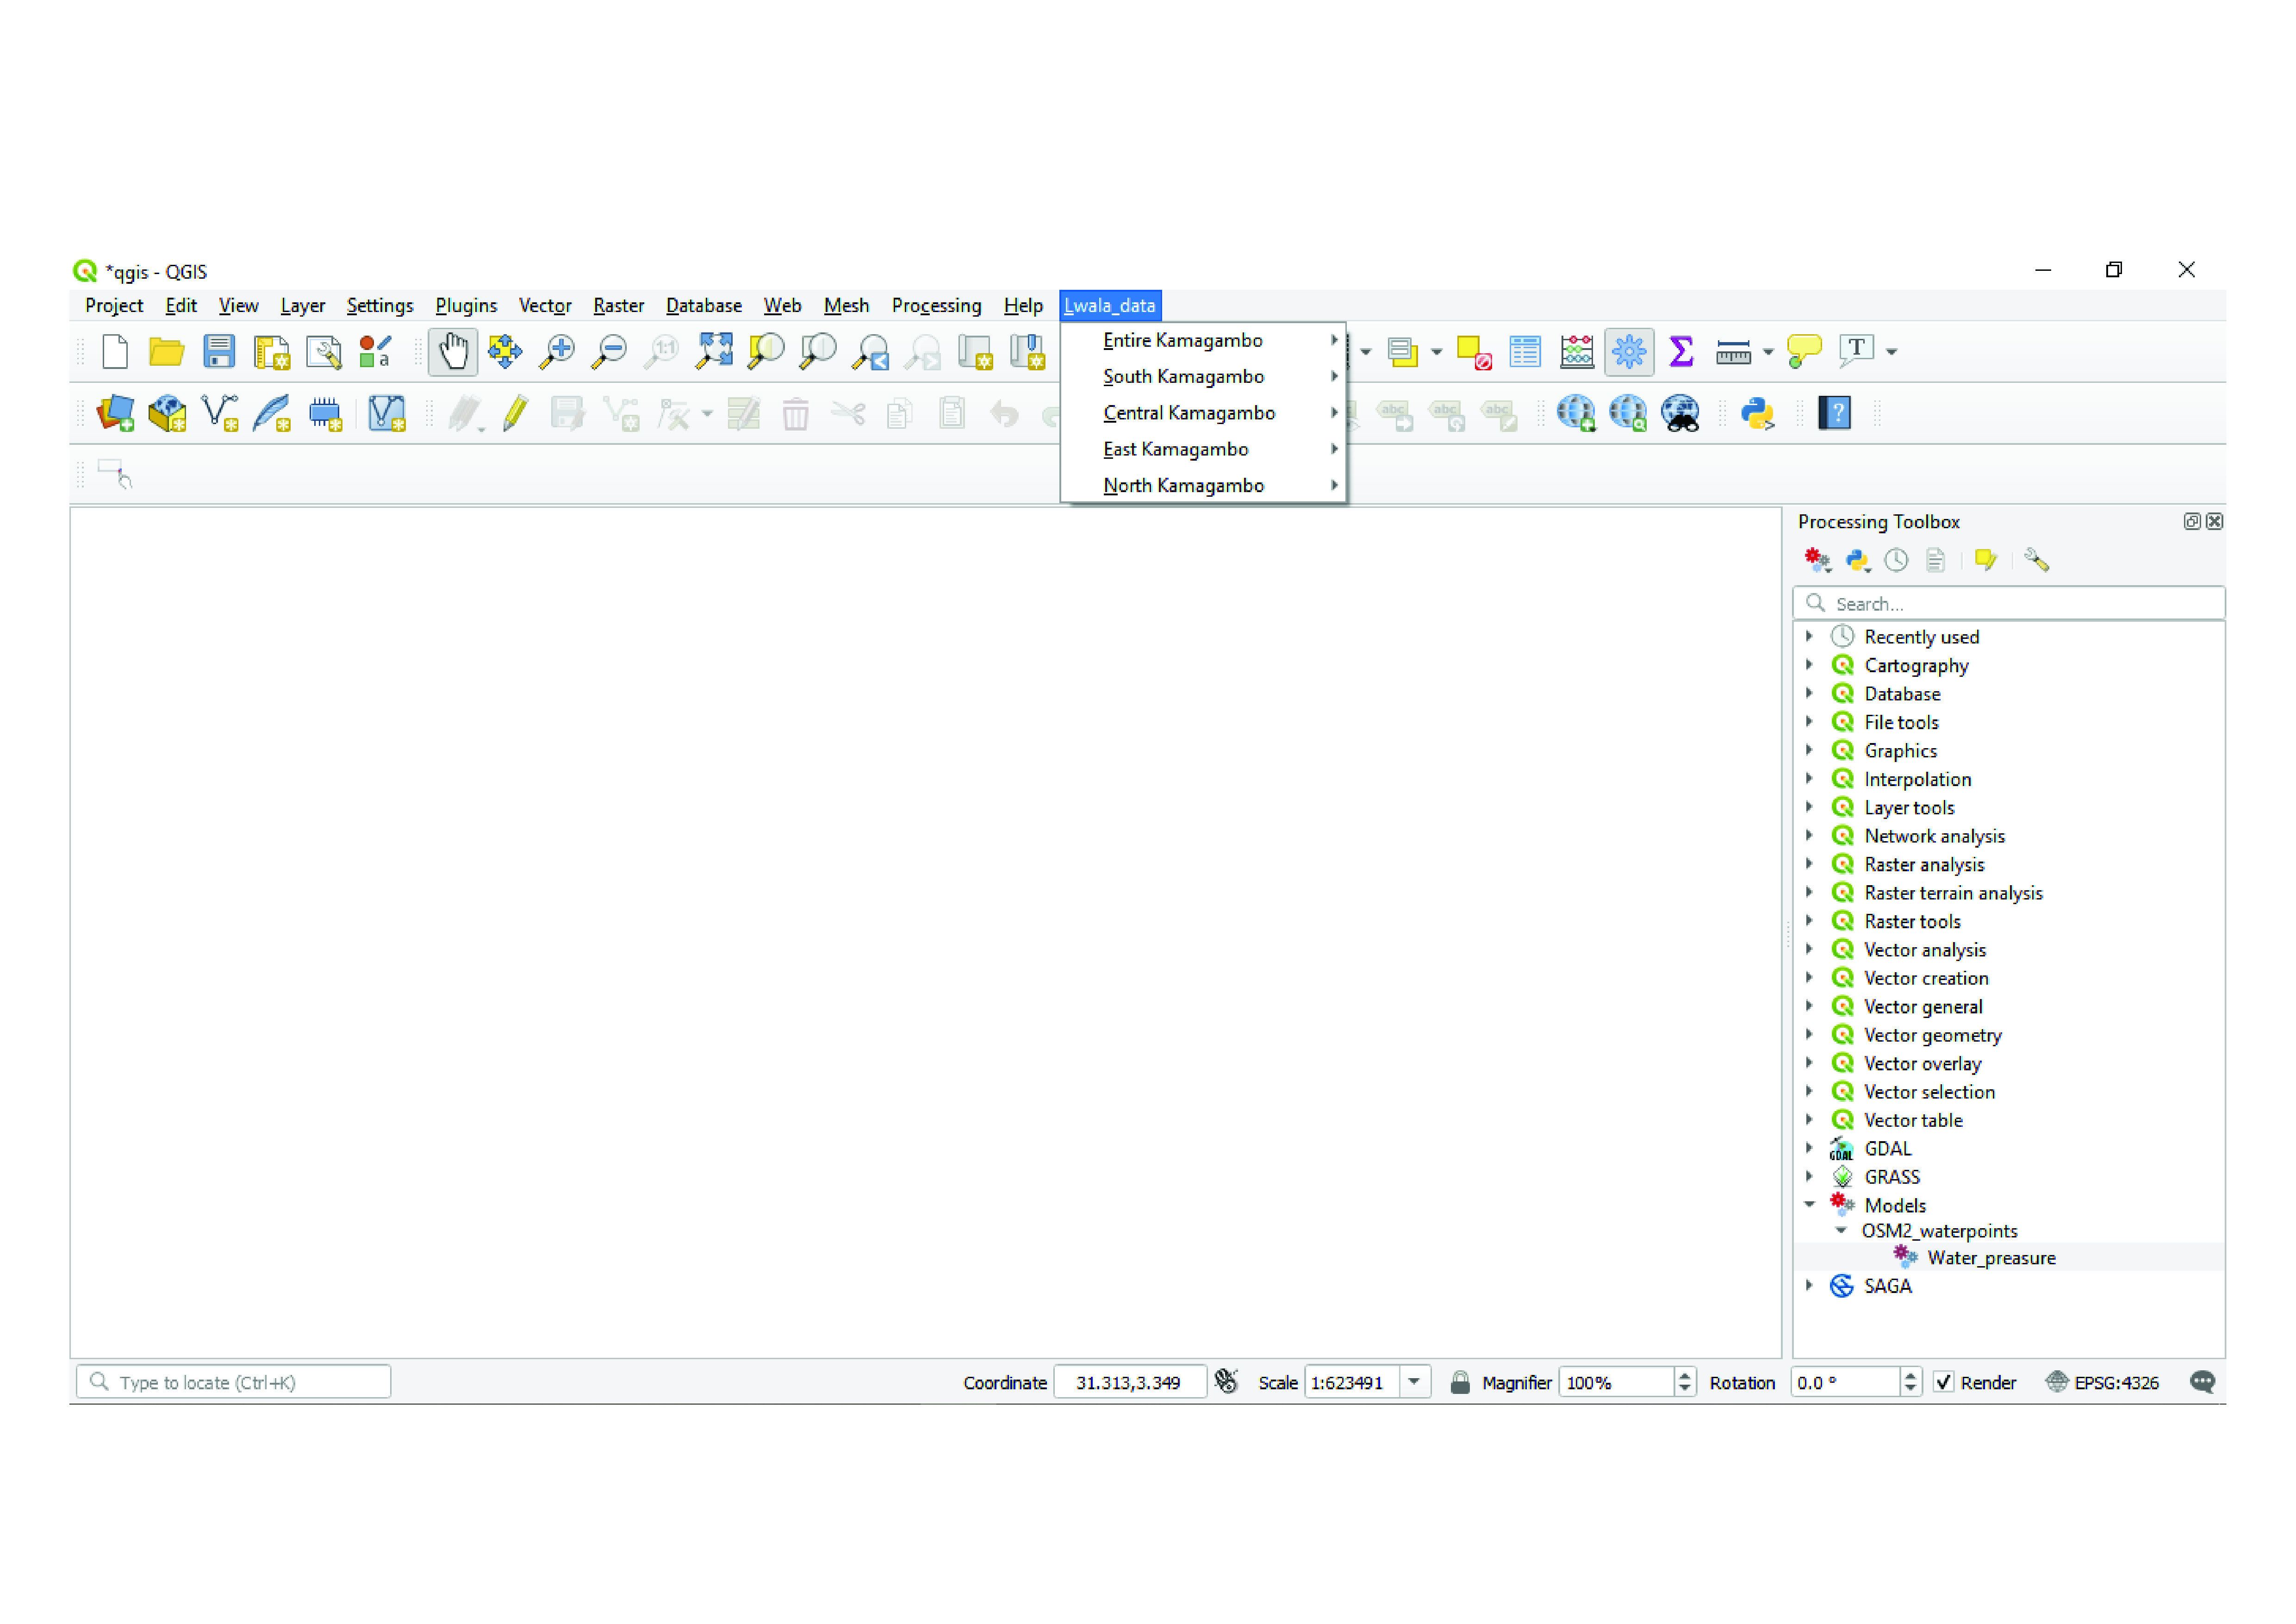 *qgis - QGIS
Project Edit View Layer Settings Plugins Vector Raster Database Web Mesh Processing Help Lwala_data
Entire Kamagambo
South Kamagambo
Central Kamagambo
East Kamagambo
North Kamagambo
Processing Toolbox
Search...
Recently used
Cartography
Database
File tools
Graphics
Interpolation
Layer tools
Network analysis
Raster analysis
Raster terrain analysis
Raster tools
Vector analysis
Vector creation
Vector general
Vector geometry
Vector overlay
Vector selection
Vector table
GDAL
GRASS
Models
OSM2_waterpoints
Water_preasure
SAGA
Type to locate (Ctrl+K) Coordinate 31.313,3.349 Scale 1:623491 Magnifier 100% Rotation 0.0 ° Render EPSG:4326